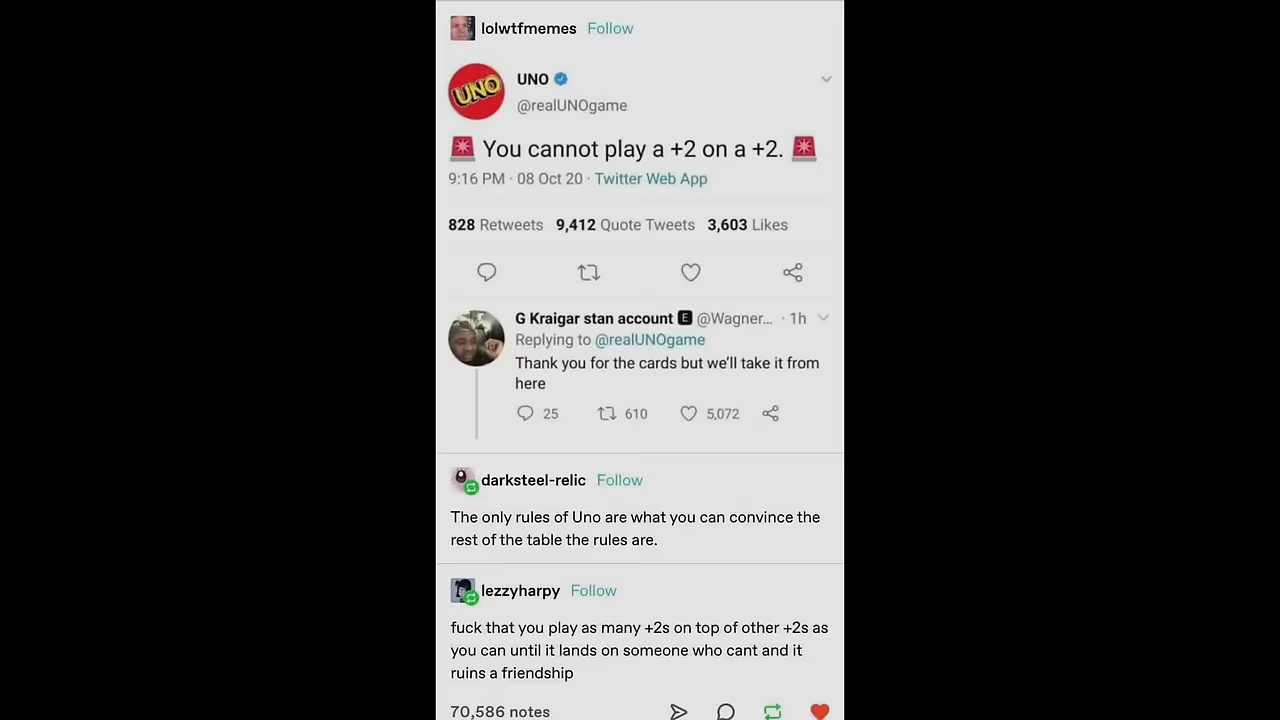 lolwtfmemes Follow
UNO
UNO
@realUNOgame
🚨 You cannot play a +2 on a +2. 🚨
9:16 PM · 08 Oct 20 · Twitter Web App
828 Retweets 9,412 Quote Tweets 3,603 Likes
G Kraigar stan account 🅴 @Wagner... · 1h
Replying to @realUNOgame
Thank you for the cards but we’ll take it from
here
25 610 5,072
darksteel-relic Follow
The only rules of Uno are what you can convince the
rest of the table the rules are.
lezzyharpy Follow
fuck that you play as many +2s on top of other +2s as
you can until it lands on someone who cant and it
ruins a friendship
70,586 notes